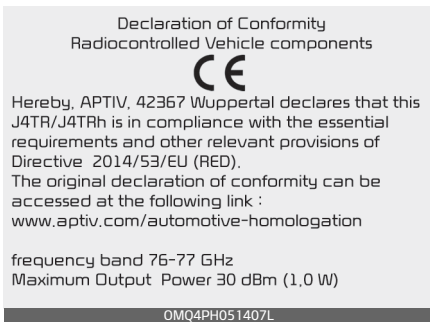 Declaration of Conformity
Radiocontrolled Vehicle components
CE
Hereby, APTIV, 42367 Wuppertal declares that this
J4TR/J4TRh is in compliance with the essential
requirements and other relevant provisions of
Directive 2014/53/EU (RED).
The original declaration of conformity can be
accessed at the following link :
www.aptiv.com/automotive-homologation
frequency band 76-77 GHz
Maximum Output Power 30 dBm (1.0 W)
OMQ4PH051407L